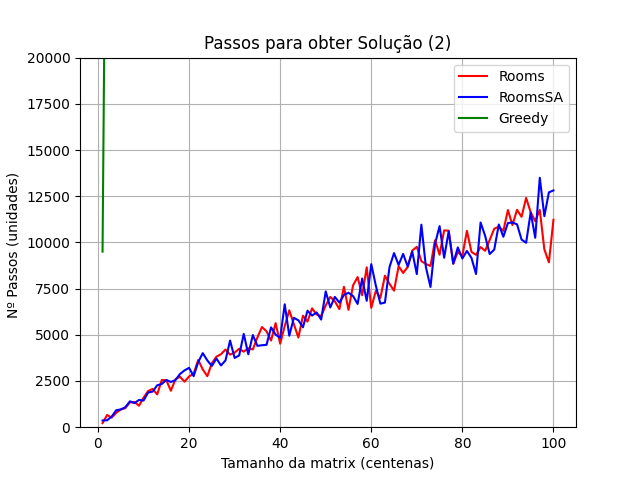 Passos para obter Solução (2)
20000
17500
15000
12500
10000
7500
5000
2500
0
Nº Passos (unidades)
Rooms
RoomsSA
Greedy
0 20 40 60 80 100
Tamanho da matrix (centenas)